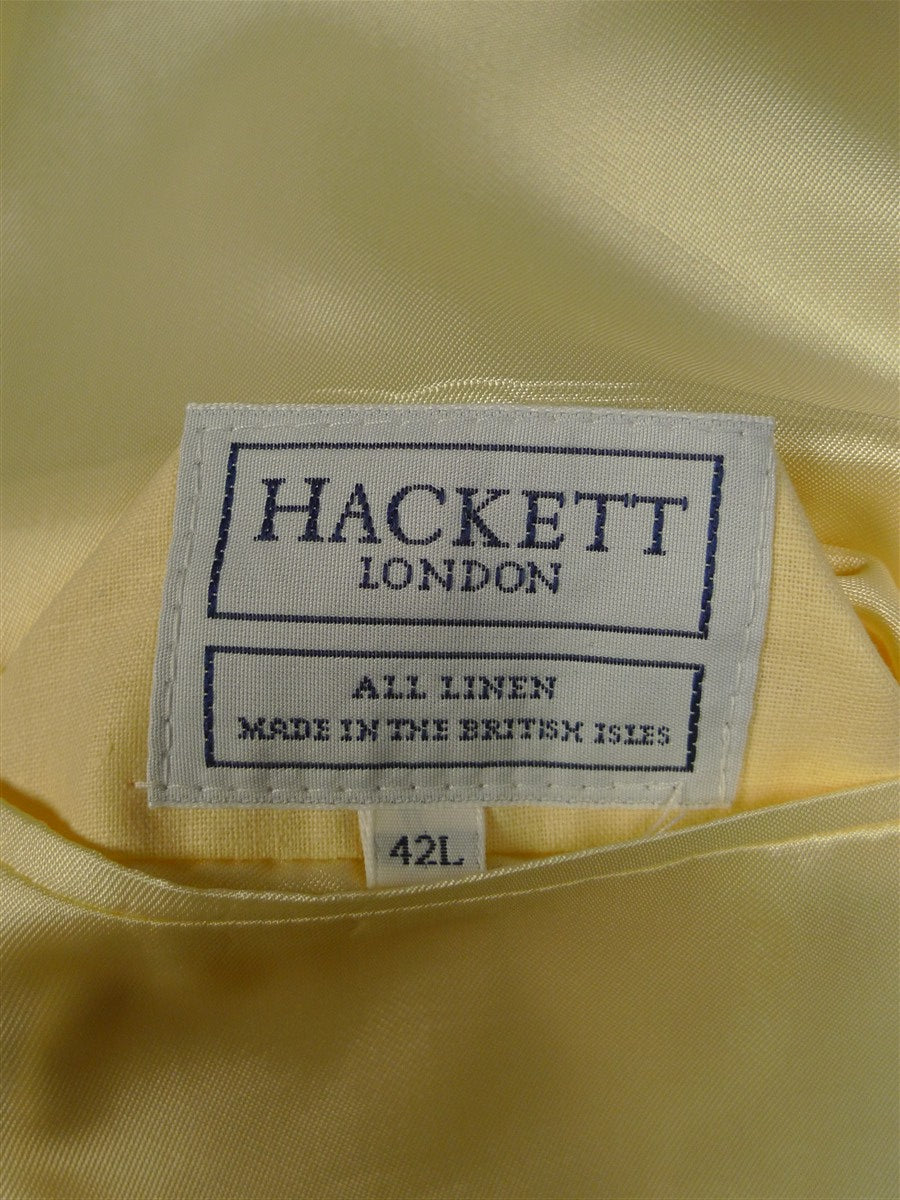 HACKETT
LONDON
ALL LINEN
MADE IN THE BRITISH ISLES
42L